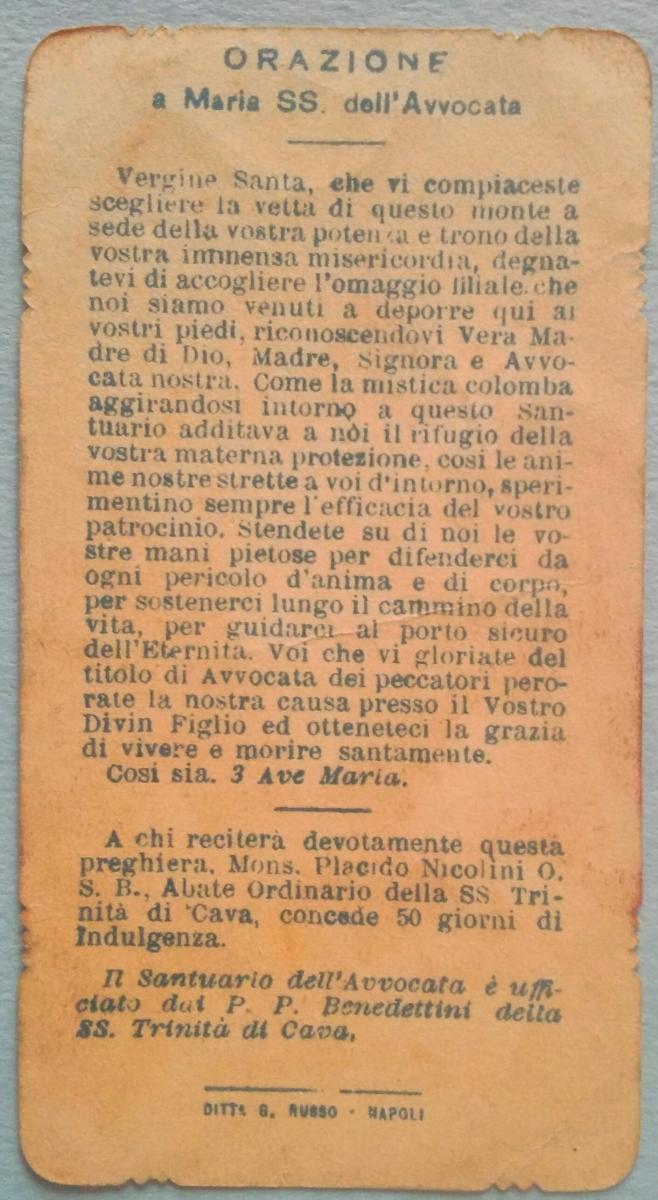 ORAZIONE
a Maria SS. dell'Avvocata
Vergine Santa, che vi compiaceste
scegliere la vetta di questo monte a
sede della vostra potenza e trono della
vostra immensa misericordia, degna-
tevi di accogliere l'omaggio filiale che
noi siamo venuti a deporre qui ai
vostri piedi, riconoscendovi Vera Ma-
dre di Dio, Madre, Signora e Avvo-
cata nostra. Come la mistica colomba
aggirandosi intorno a questo San-
tuario additava a noi il rifugio della
vostra materna protezione, così le ani-
me nostre strette a voi d'intorno, speri-
mentino sempre l'efficacia del vostro
patrocinio. Stendete su di noi le vo-
stre mani pietose per difenderci da
ogni pericolo d'anima e di corpo,
per sostenerci lungo il cammino della
vita, per guidarci al porto sicuro
dell'Eternita. Voi che vi gloriate del
titolo di Avvocata dei peccatori pero-
rate la nostra causa presso il Vostro
Divin Figlio ed otteneteci la grazia
di vivere e morire santamente.
Cosi sia. 3 Ave Maria.
A chi reciterà devotamente questa
preghiera, Mons. Placido Nicolini O.
S. B., Abate Ordinario della SS Tri-
nità di Cava, concede 50 giorni di
Indulgenza.
Il Santuario dell'Avvocata è uffi-
ciato dai P. P. Benedettini della
SS. Trinità di Cava.
DITTA G. RUSSO - NAPOLI